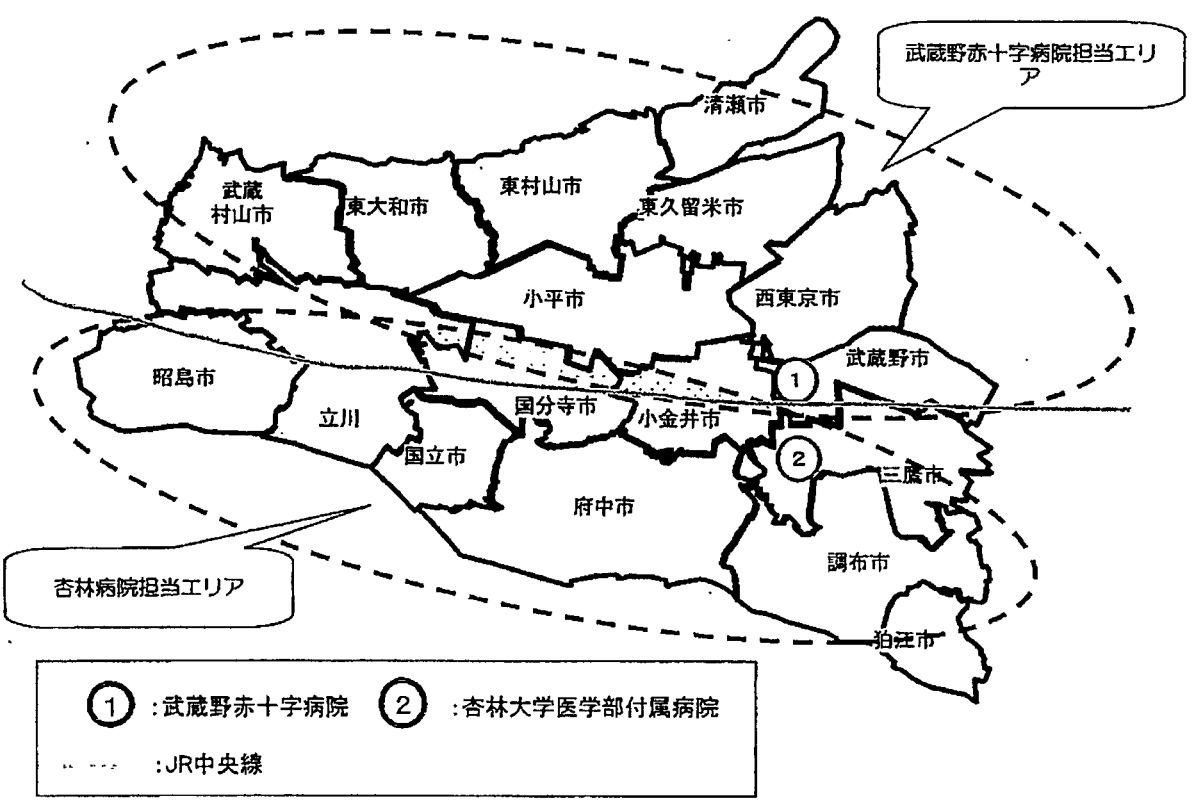 武蔵野赤十字病院担当エリ
ア
清瀬市
武蔵
村山市
東大和市
東村山市
東久留米市
小平市
西東京市
武蔵野市
昭島市
立川
国分寺市
小金井市
①
国立市
②
三鷹市
府中市
調布市
杏林病院担当エリア
狛江市
① :武蔵野赤十字病院 ② :杏林大学医学部付属病院
:JR中央線